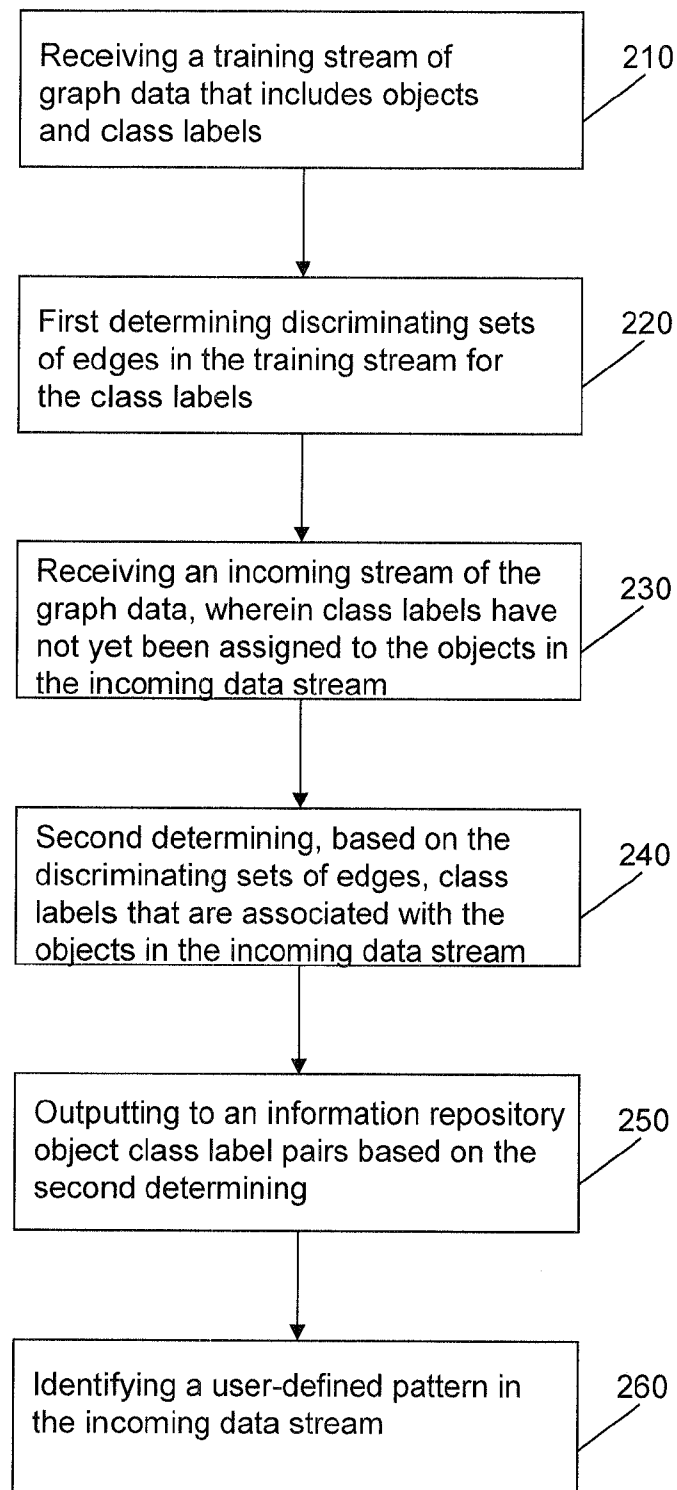 Receiving a training stream of
graph data that includes objects
and class labels
210
First determining discriminating sets
of edges in the training stream for
the class labels
220
Receiving an incoming stream of the
graph data, wherein class labels have
not yet been assigned to the objects in
the incoming data stream
230
Second determining, based on the
discriminating sets of edges, class
labels that are associated with the
objects in the incoming data stream
240
Outputting to an information repository
object class label pairs based on the
second determining
250
Identifying a user-defined pattern in
the incoming data stream
260